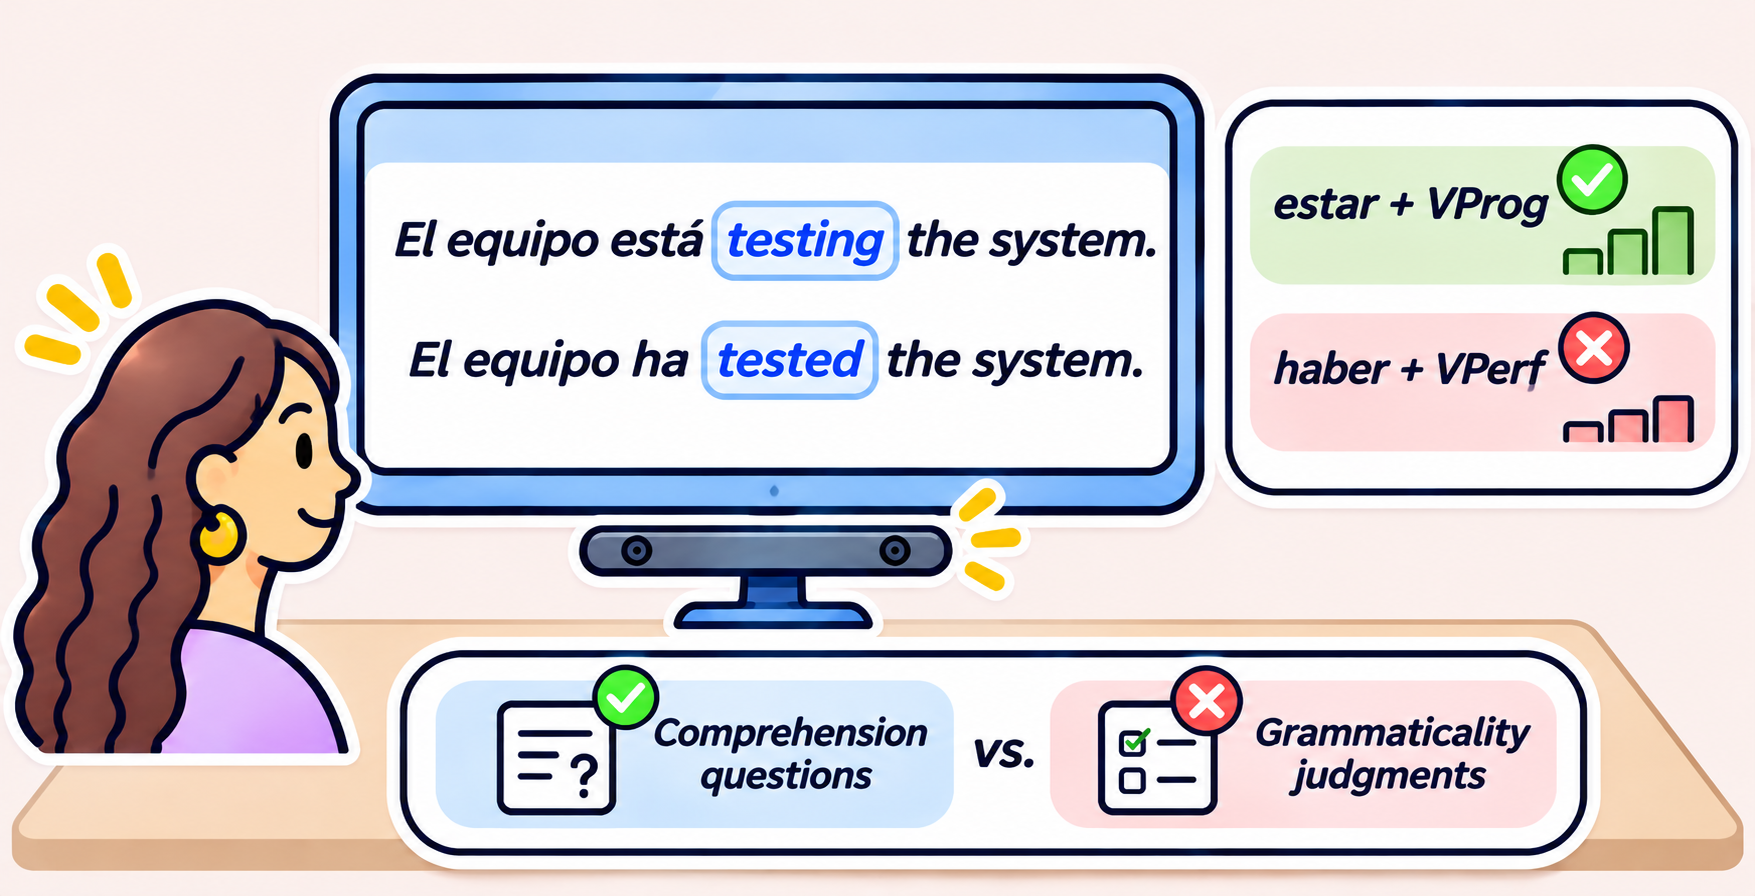 El equipo está testing the system.
El equipo ha tested the system.
estar + VProg
haber + VPerf
Comprehension
questions
vs.
Grammaticality
judgments